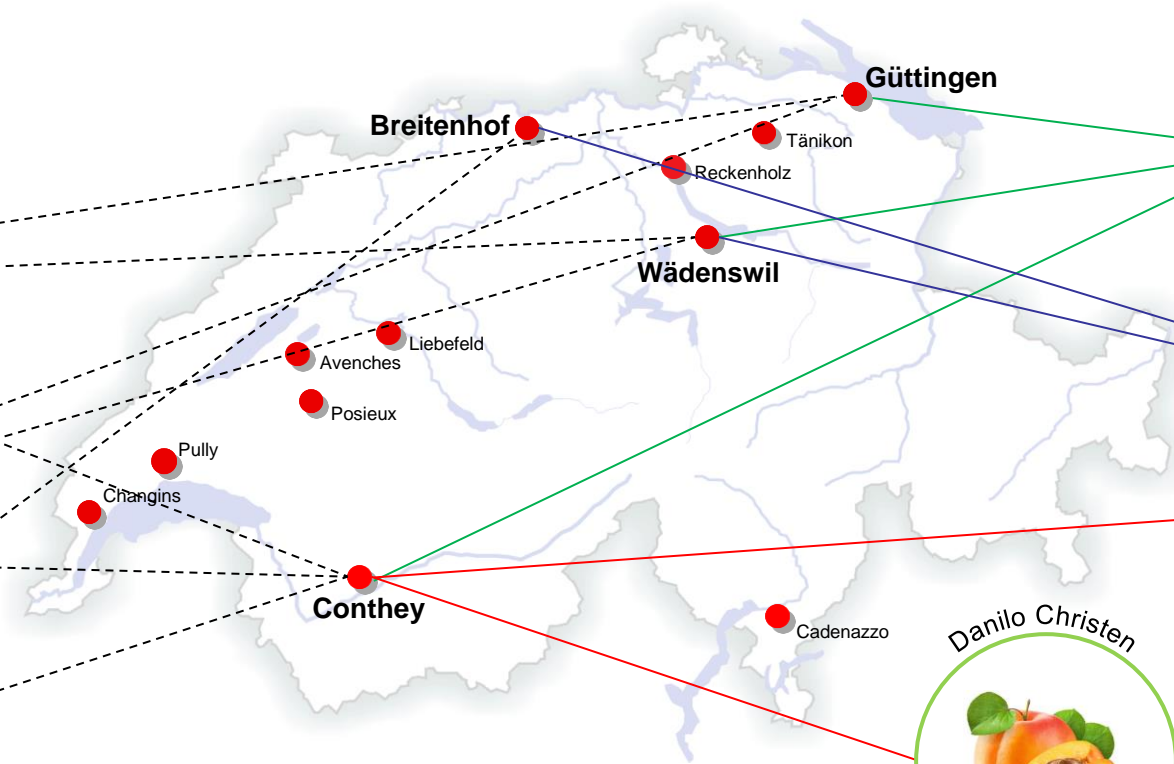 Güttingen
Breitenhof
Tänikon
Reckenholz
Wädenswil
Liebefeld
Avenches
Posieux
Pully
Changins
Conthey
Cadenazzo
Danilo Christen